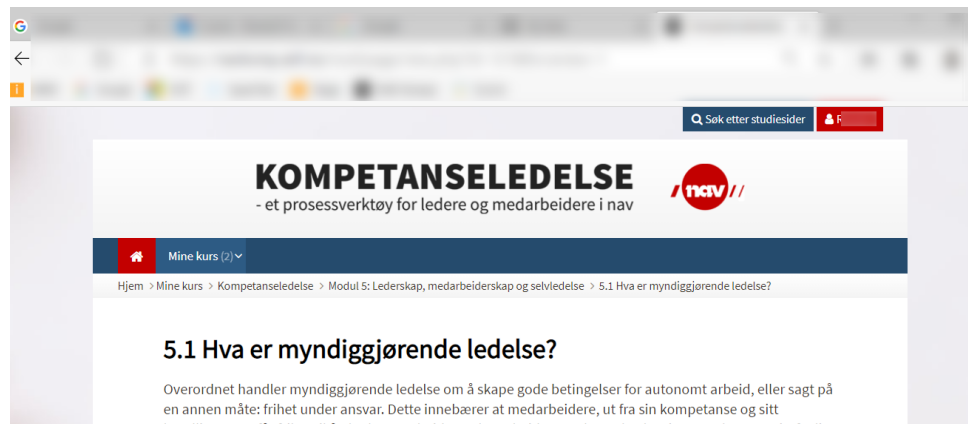 Søk etter studiesider
KOMPETANSELEDELSE
- et prosessverktøy for ledere og medarbeidere i nav
nav
Mine kurs (2)
Hjem > Mine kurs > Kompetanseledelse > Modul 5: Lederskap, medarbeiderskap og selvledelse > 5.1 Hva er myndiggjørende ledelse?
5.1 Hva er myndiggjørende ledelse?
Overordnet handler myndiggjørende ledelse om å skape gode betingelser for autonomt arbeid, eller sagt på
en annen måte: frihet under ansvar. Dette innebærer at medarbeidere, ut fra sin kompetanse og sitt